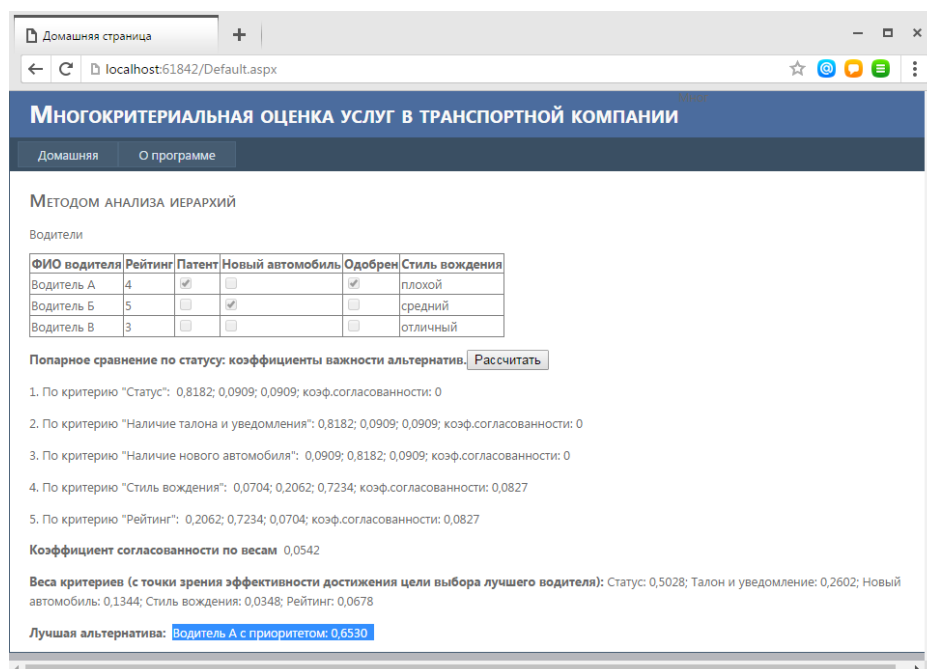 Домашняя страница
localhost:61842/Default.aspx
Многокритериальная оценка услуг в транспортной компании
Домашняя О программе
Методом анализа иерархий
Водители
ФИО водителя Рейтинг Патент Новый автомобиль Одобрен Стиль вождения
Водитель А 4 плохой
Водитель Б 5 средний
Водитель В 3 отличный
Попарное сравнение по статусу: коэффициенты важности альтернатив. Рассчитать
1. По критерию "Статус": 0,8182; 0,0909; 0,0909; коэф.согласованности: 0
2. По критерию "Наличие талона и уведомления": 0,8182; 0,0909; 0,0909; коэф.согласованности: 0
3. По критерию "Наличие нового автомобиля": 0,0909; 0,8182; 0,0909; коэф.согласованности: 0
4. По критерию "Стиль вождения": 0,0704; 0,2062; 0,7234; коэф.согласованности: 0,0827
5. По критерию "Рейтинг": 0,2062; 0,7234; 0,0704; коэф.согласованности: 0,0827
Коэффициент согласованности по весам 0,0542
Веса критериев (с точки зрения эффективности достижения цели выбора лучшего водителя): Статус: 0,5028; Талон и уведомление: 0,2602; Новый
автомобиль: 0,1344; Стиль вождения: 0,0348; Рейтинг: 0,0678
Лучшая альтернатива: Водитель А с приоритетом: 0,6530